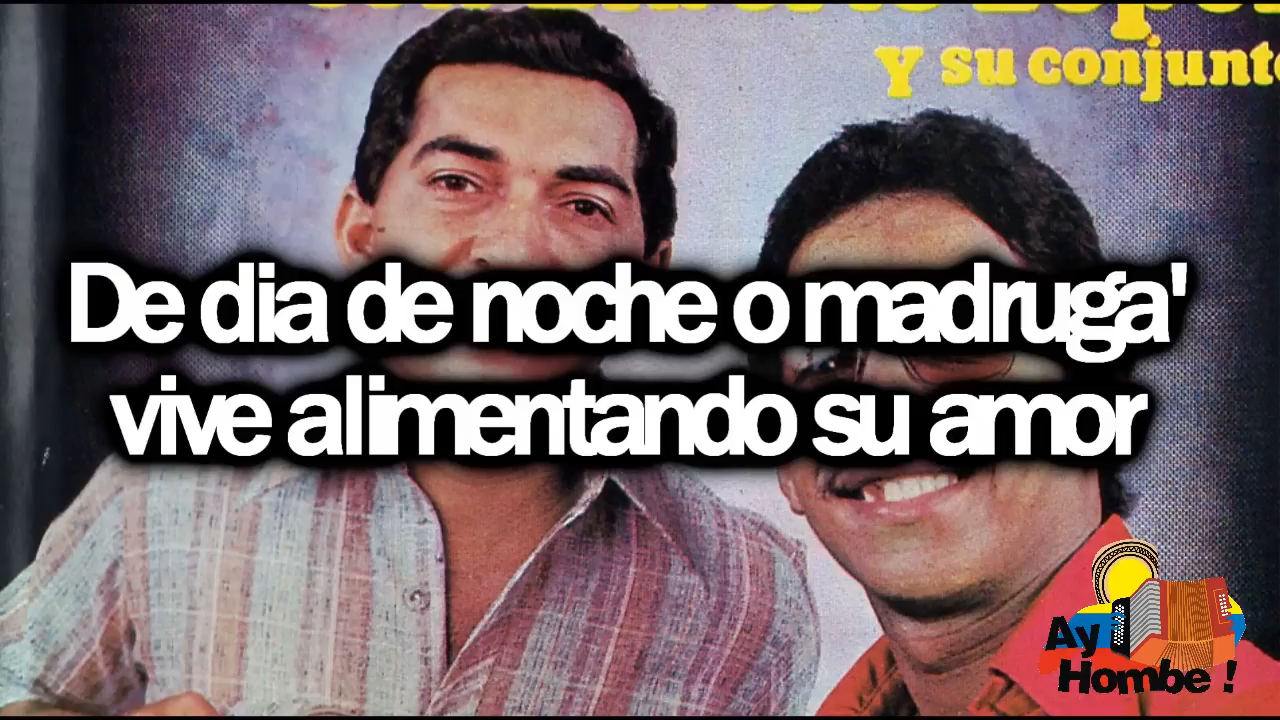 y su conjunto
De dia de noche o madruga'
vive alimentando su amor
Ay
Hombe !